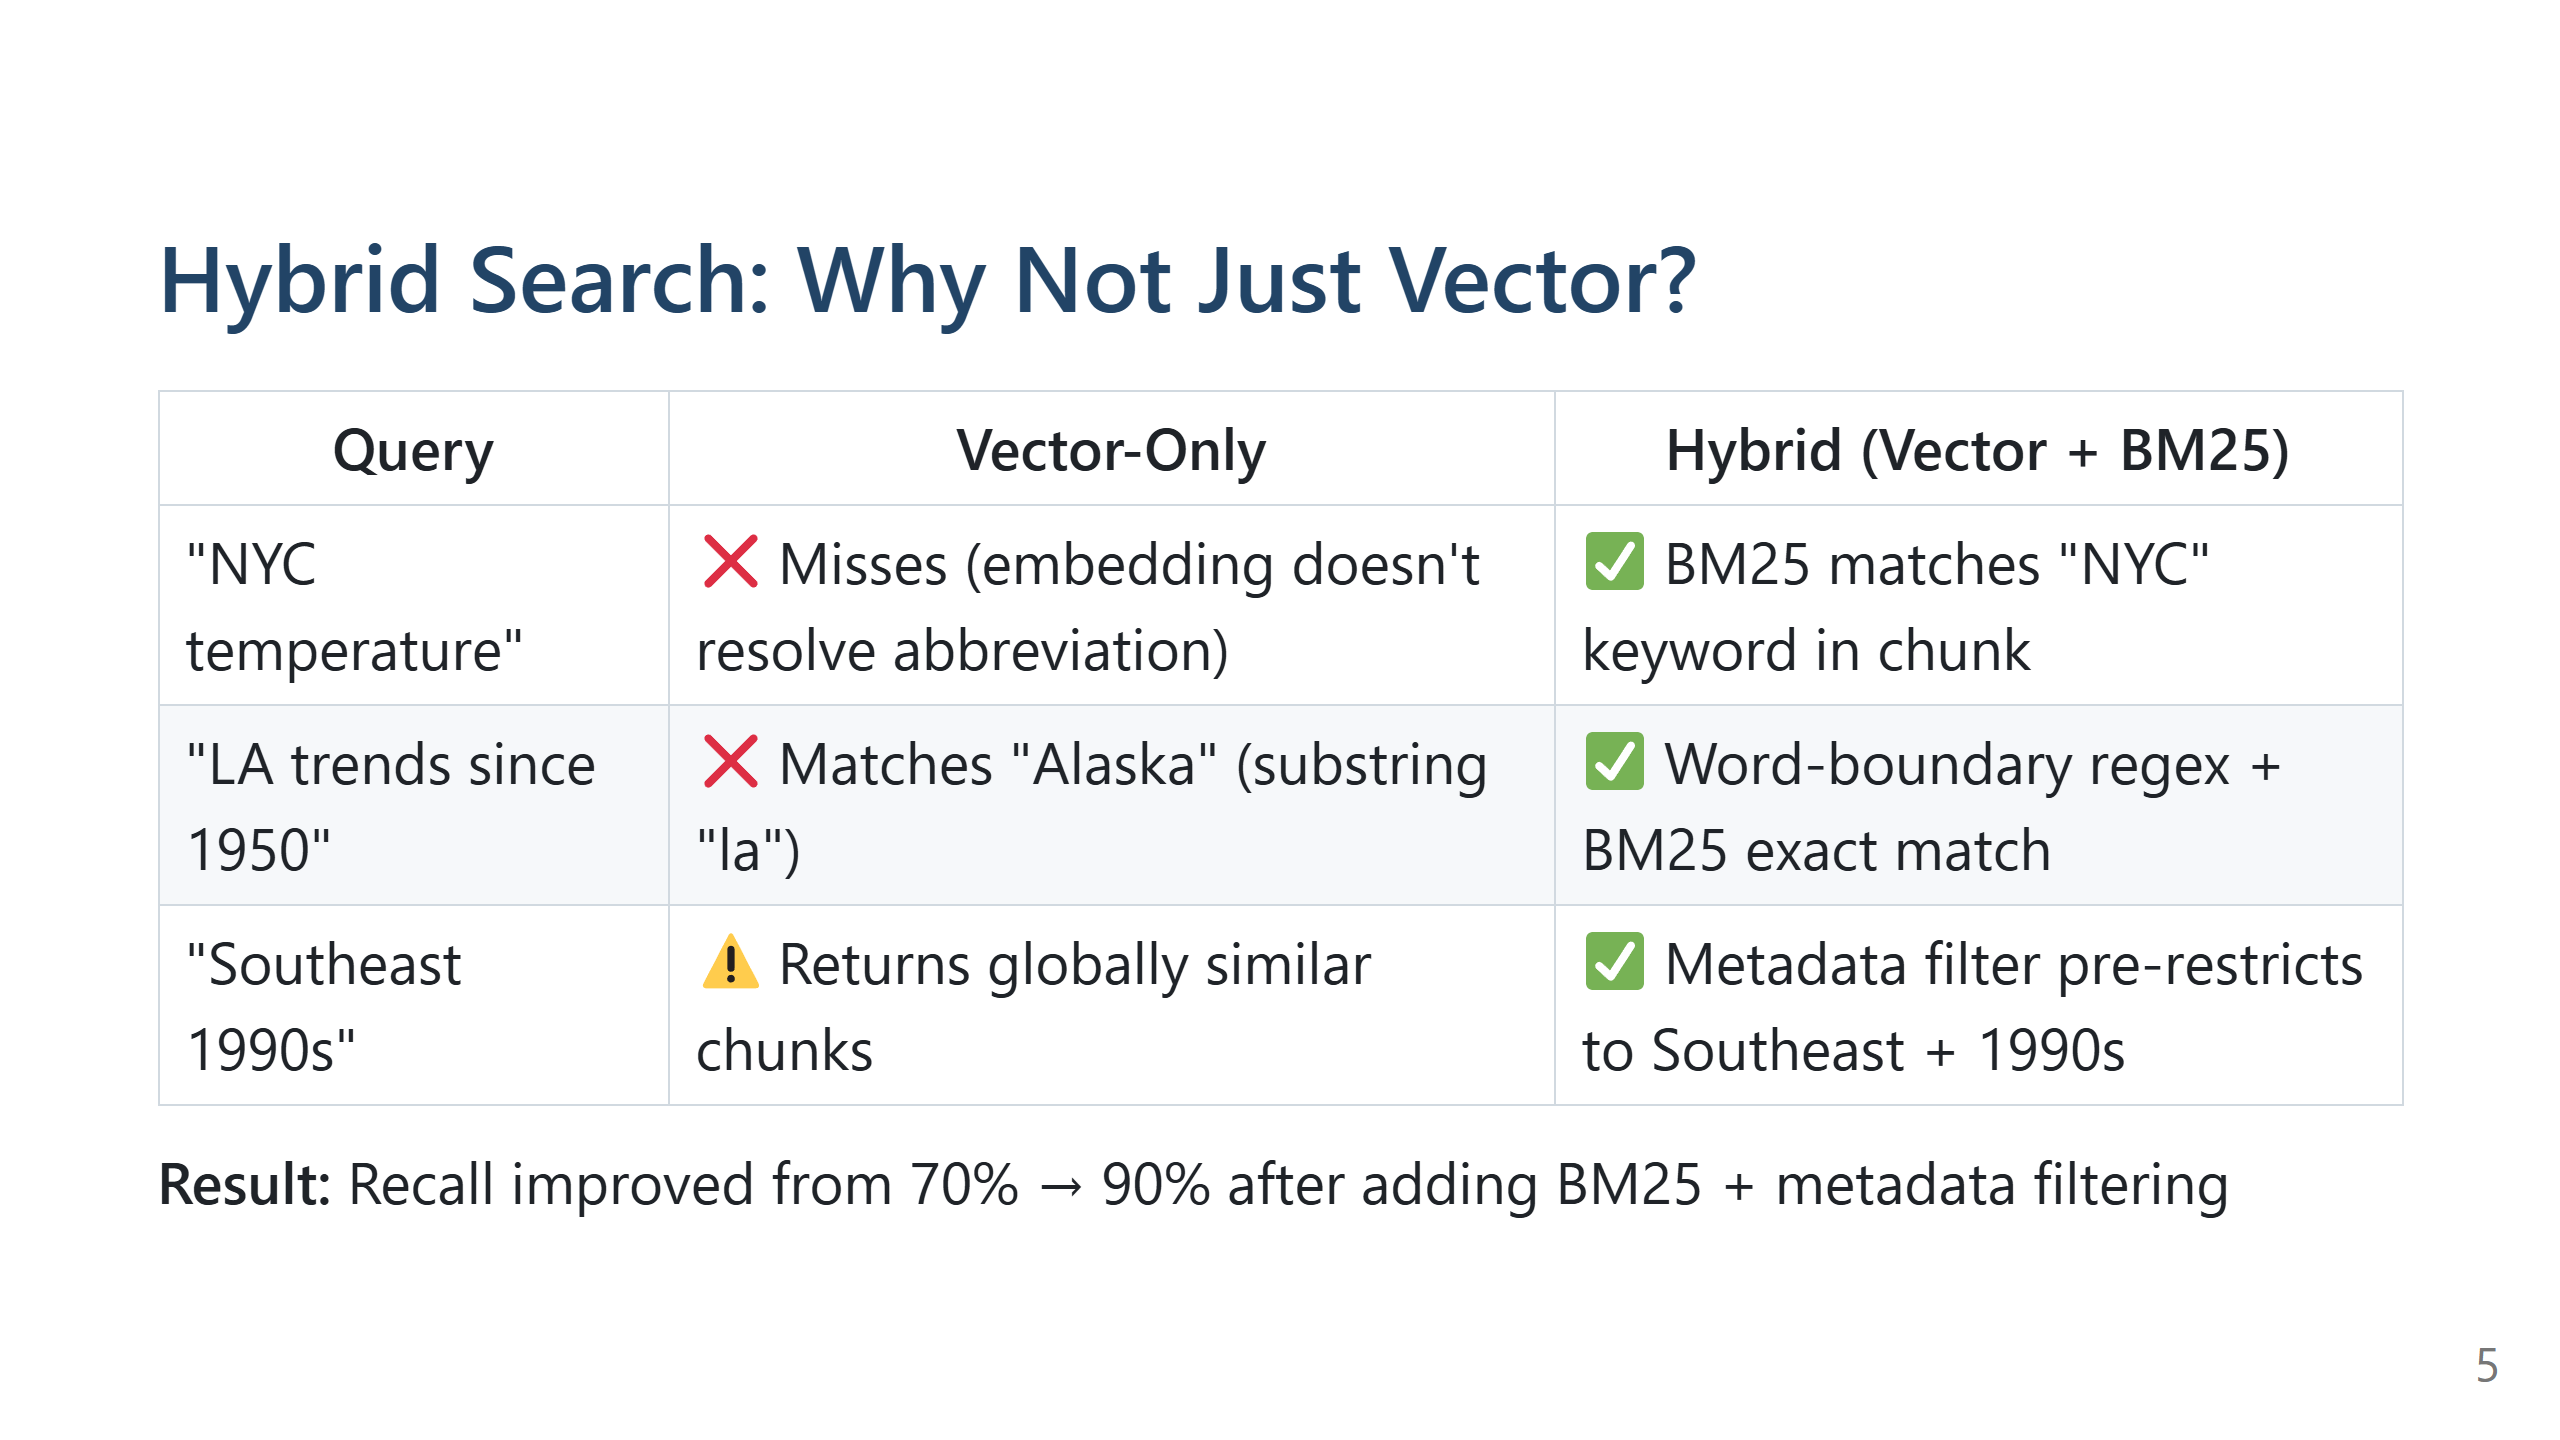 Hybrid Search: Why Not Just Vector?
Query
Vector-Only
Hybrid (Vector + BM25)
"NYC
temperature"
❌ Misses (embedding doesn't
resolve abbreviation)
✅ BM25 matches "NYC"
keyword in chunk
"LA trends since
1950"
❌ Matches "Alaska" (substring
"la")
✅ Word-boundary regex +
BM25 exact match
"Southeast
1990s"
⚠️ Returns globally similar
chunks
✅ Metadata filter pre-restricts
to Southeast + 1990s
Result: Recall improved from 70% → 90% after adding BM25 + metadata filtering
5